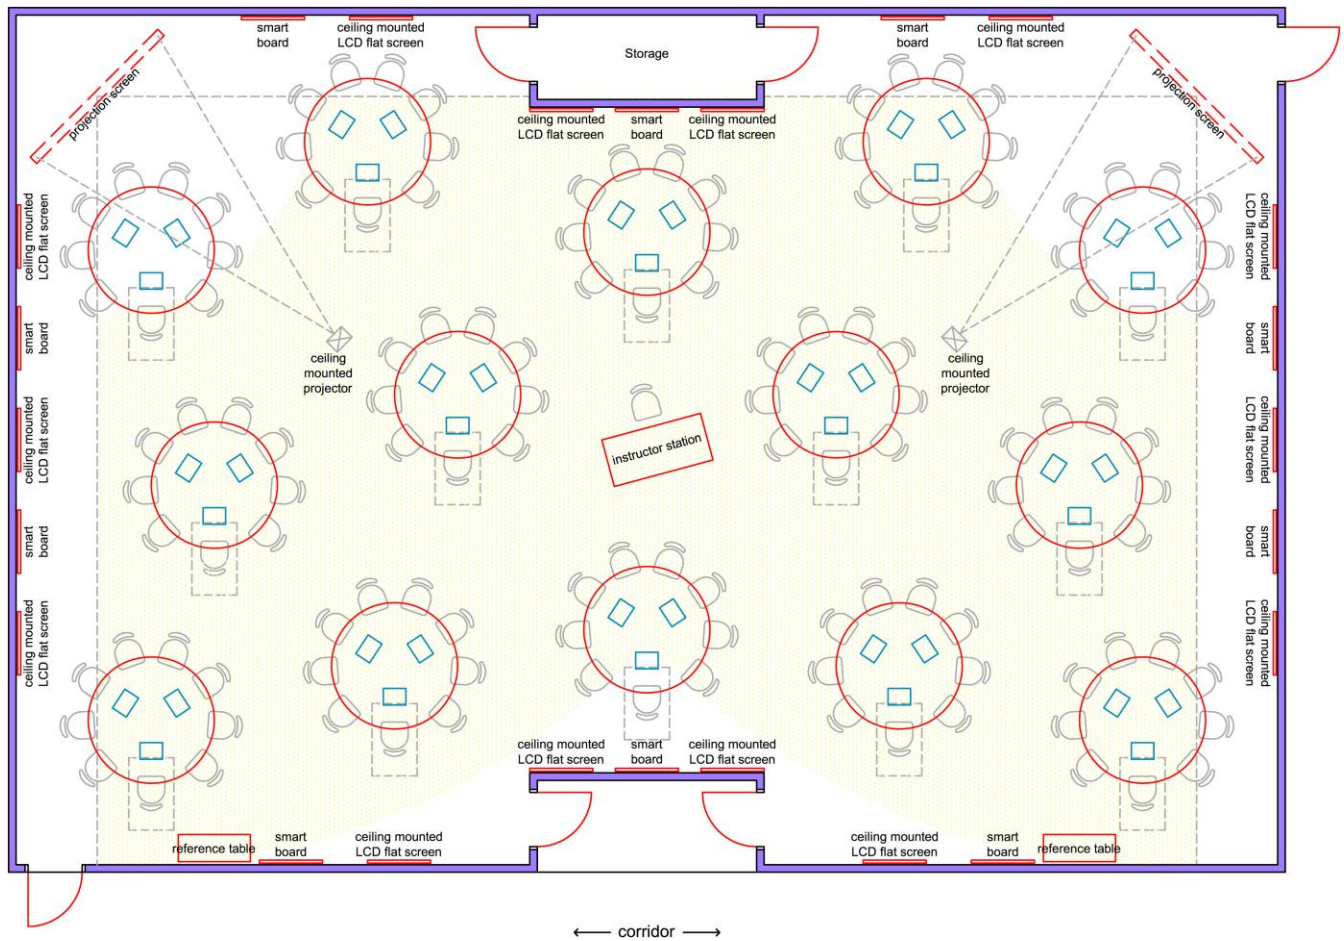 smart
board
ceiling mounted
LCD flat screen
Storage
smart
board
ceiling mounted
LCD flat screen
projection screen
projection screen
ceiling mounted
LCD flat screen
smart
board
ceiling mounted
LCD flat screen
ceiling mounted
LCD flat screen
smart
board
ceiling mounted
LCD flat screen
smart
board
ceiling mounted
LCD flat screen
ceiling mounted
LCD flat screen
smart
board
ceiling mounted
LCD flat screen
smart
board
ceiling mounted
LCD flat screen
ceiling
mounted
projector
ceiling
mounted
projector
instructor station
ceiling mounted
LCD flat screen
smart
board
ceiling mounted
LCD flat screen
reference table
smart
board
ceiling mounted
LCD flat screen
ceiling mounted
LCD flat screen
smart
board
reference table
corridor